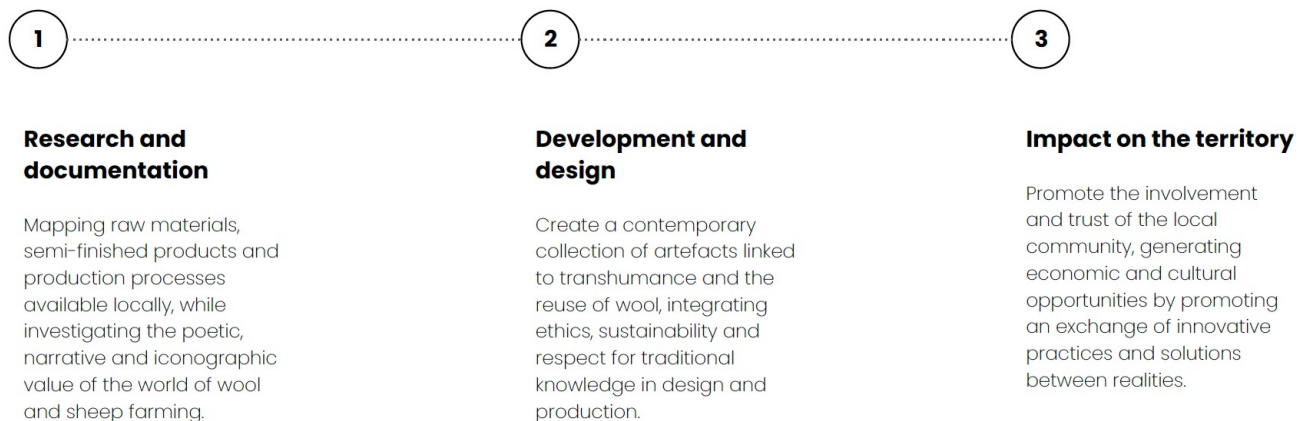 1
2
3
Research and
documentation
Mapping raw materials,
semi-finished products and
production processes
available locally, while
investigating the poetic,
narrative and iconographic
value of the world of wool
and sheep farming.
Development and
design
Create a contemporary
collection of artefacts linked
to transhumance and the
reuse of wool, integrating
ethics, sustainability and
respect for traditional
knowledge in design and
production.
Impact on the territory
Promote the involvement
and trust of the local
community, generating
economic and cultural
opportunities by promoting
an exchange of innovative
practices and solutions
between realities.